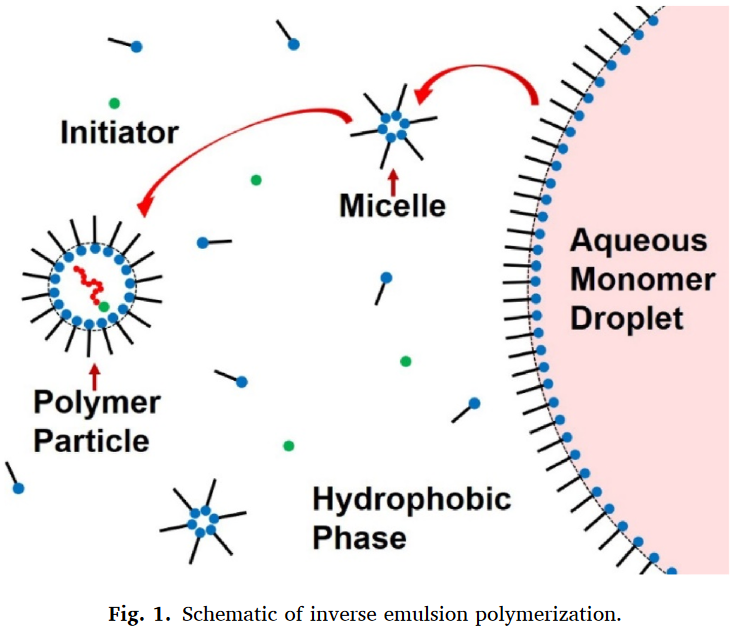 Initiator
Micelle
Aqueous
Monomer
Droplet
Polymer
Particle
Hydrophobic
Phase
Fig. 1. Schematic of inverse emulsion polymerization.